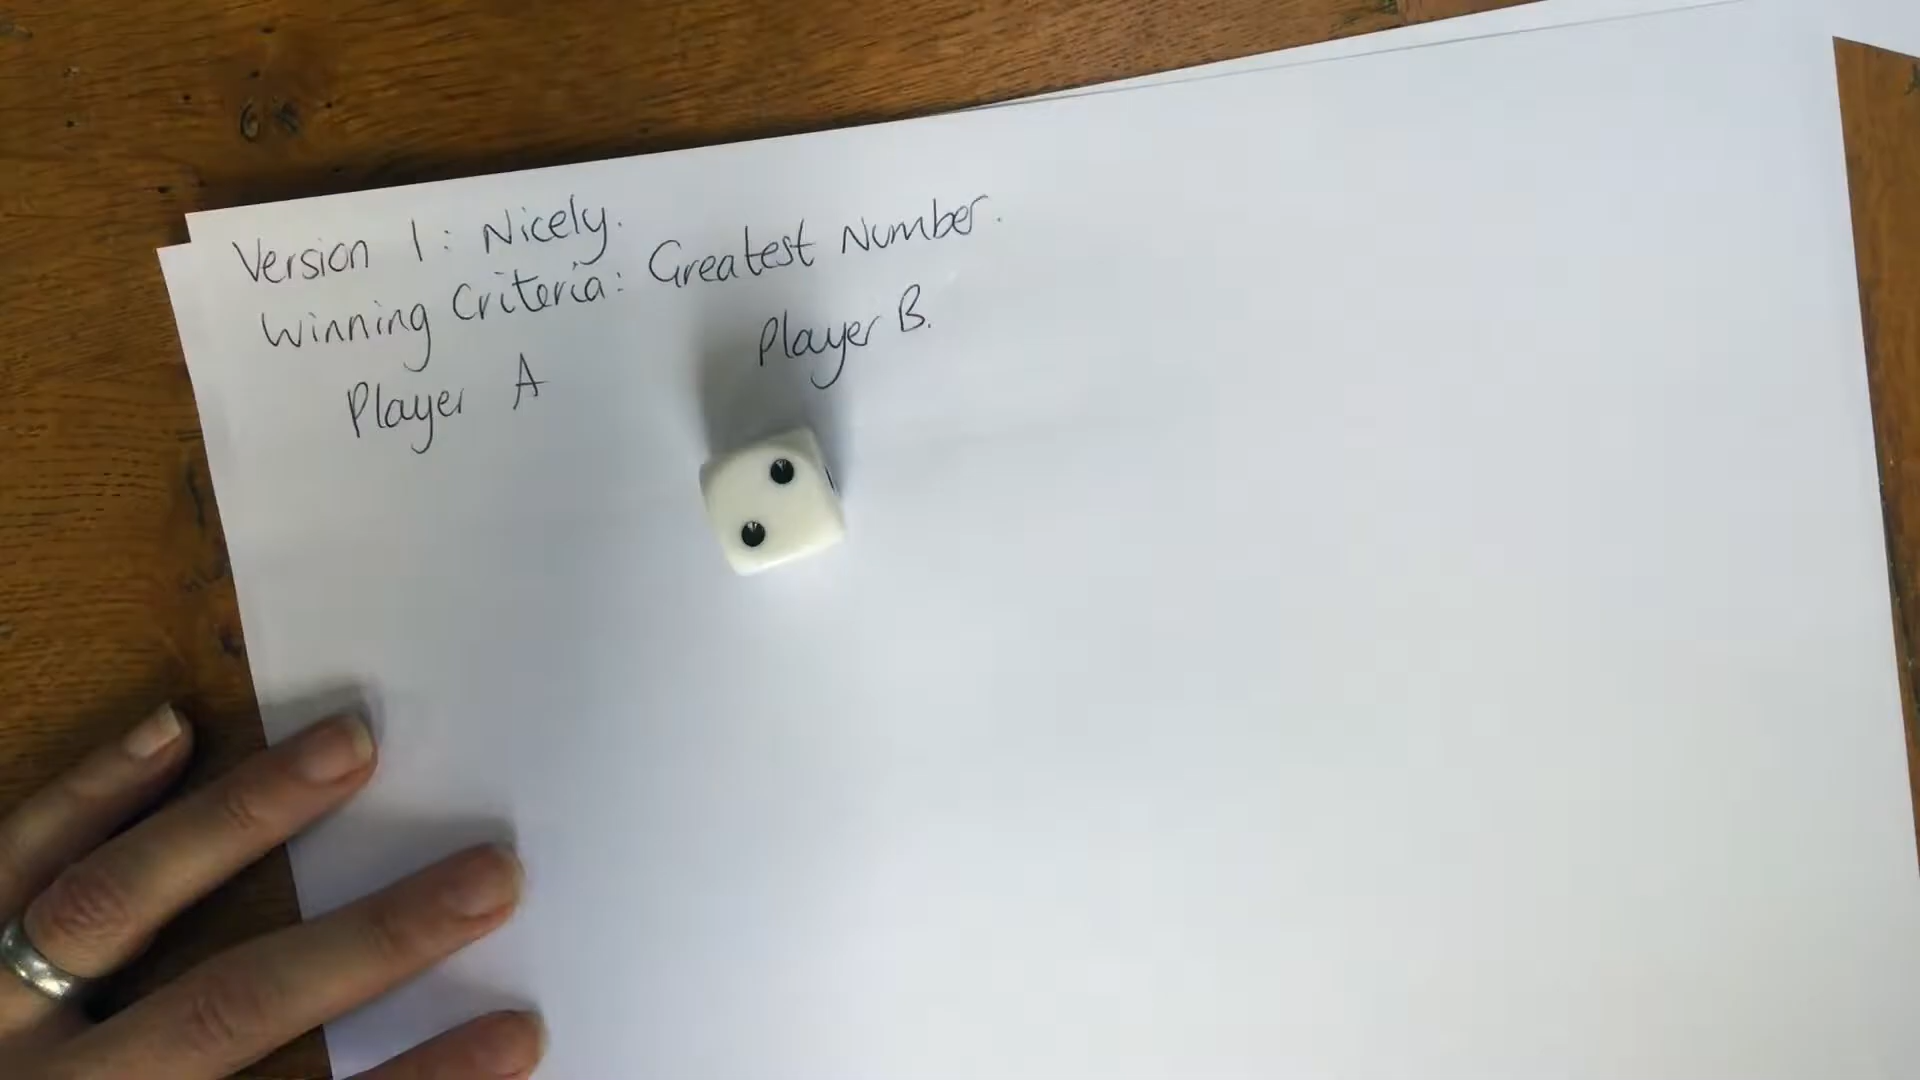 Version 1: Nicely.
Winning Criteria: Greatest Number.
Player A Player B.